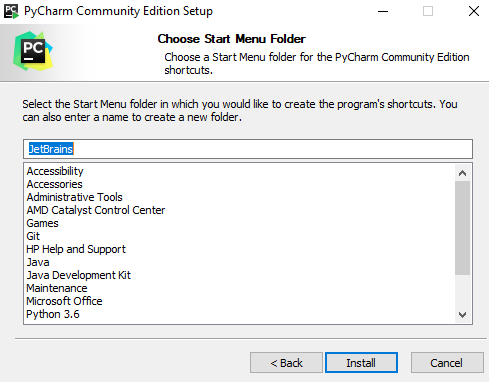 PC PyCharm Community Edition Setup
PC
Choose Start Menu Folder
Choose a Start Menu folder for the PyCharm Community Edition
shortcuts.
Select the Start Menu folder in which you would like to create the program's shortcuts. You
can also enter a name to create a new folder.
JetBrains
Accessibility
Accessories
Administrative Tools
AMD Catalyst Control Center
Games
Git
HP Help and Support
Java
Java Development Kit
Maintenance
Microsoft Office
Python 3.6
< Back Install Cancel